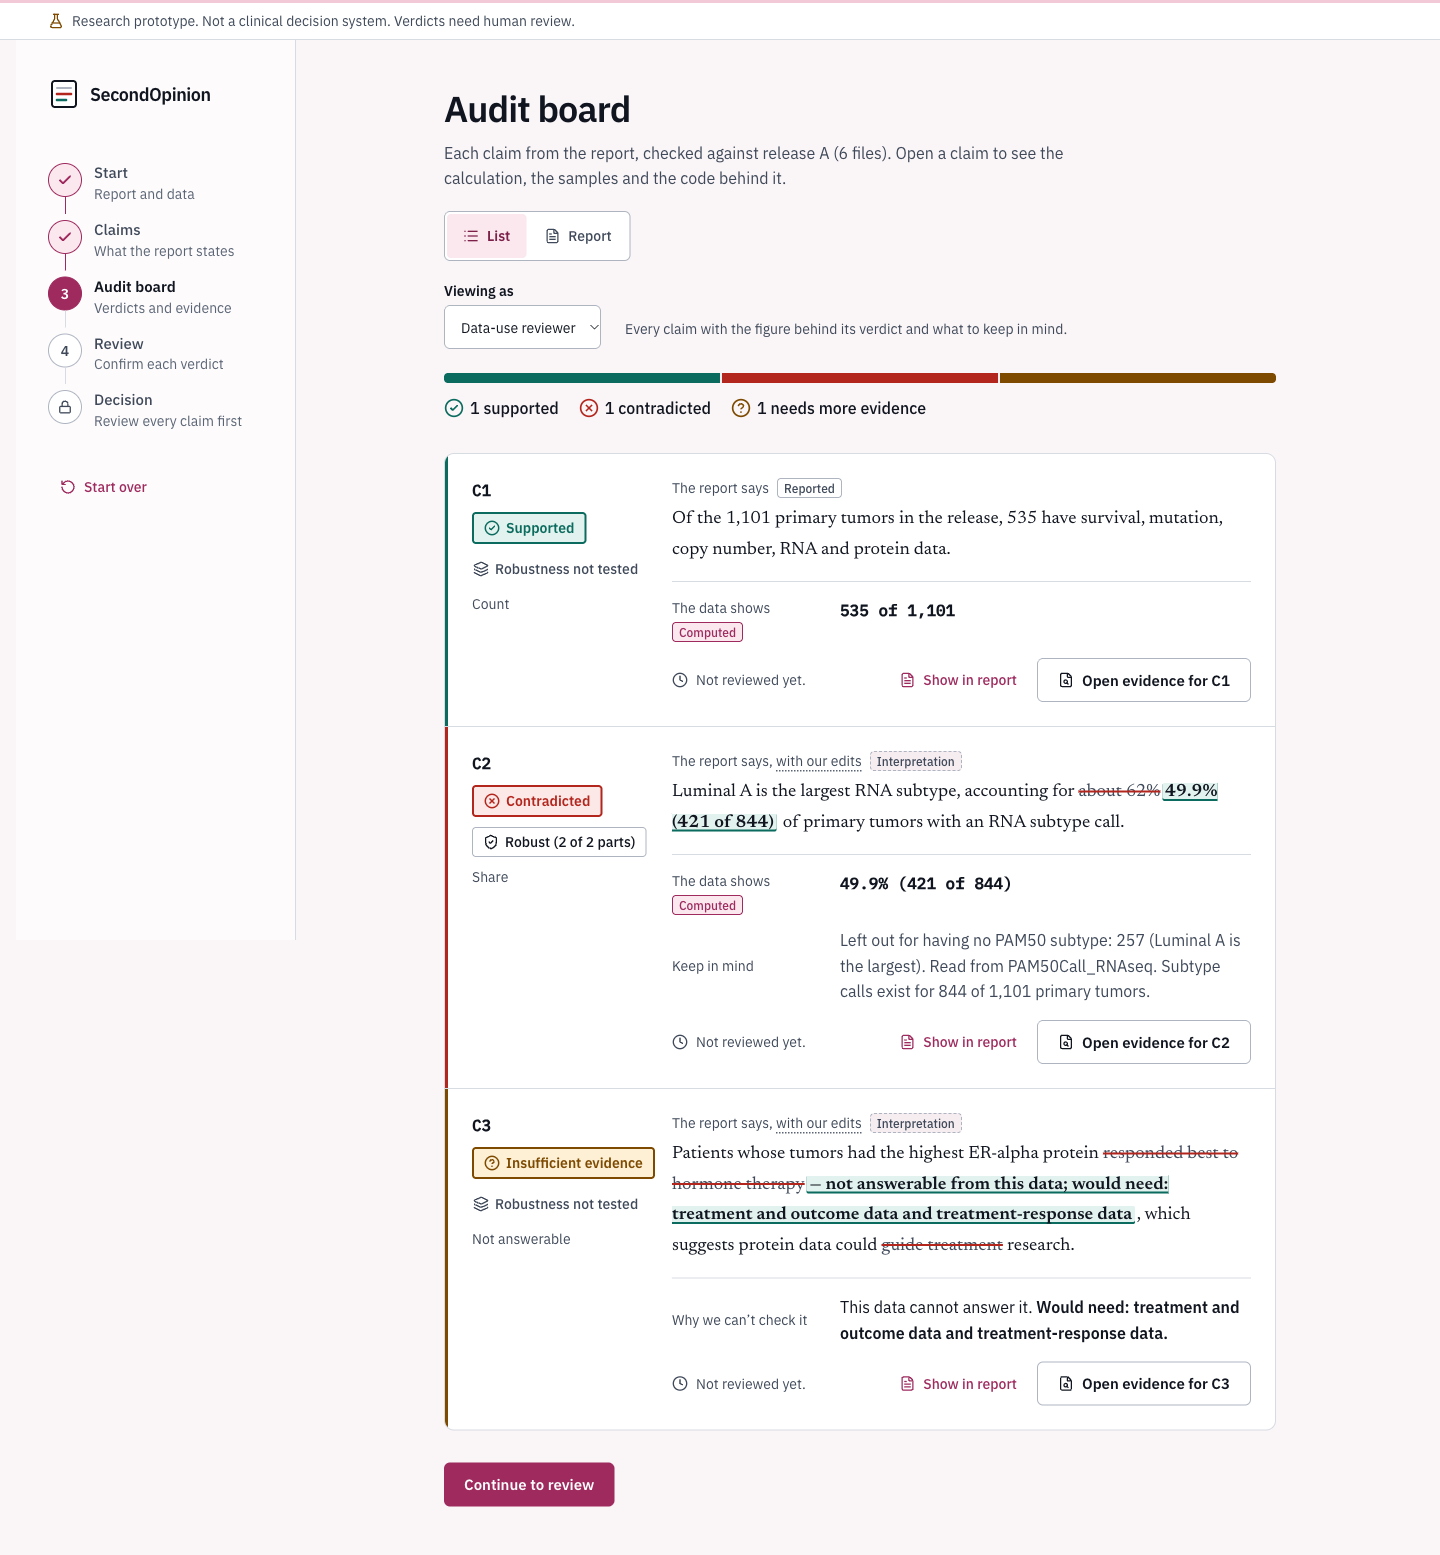 Research prototype. Not a clinical decision system. Verdicts need human review.
SecondOpinion
Start
Report and data
Claims
What the report states
3
Audit board
Verdicts and evidence
4
Review
Confirm each verdict
Decision
Review every claim first
Start over
Audit board
Each claim from the report, checked against release A (6 files). Open a claim to see the
calculation, the samples and the code behind it.
List
Report
Viewing as
Data-use reviewer
Every claim with the figure behind its verdict and what to keep in mind.
1 supported
1 contradicted
1 needs more evidence
C1
Supported
Robustness not tested
Count
The report says Reported
Of the 1,101 primary tumors in the release, 535 have survival, mutation,
copy number, RNA and protein data.
The data shows
Computed
535 of 1,101
Not reviewed yet.
Show in report
Open evidence for C1
C2
Contradicted
Robust (2 of 2 parts)
Share
The report says, with our edits Interpretation
Luminal A is the largest RNA subtype, accounting for about 62% 49.9%
(421 of 844) of primary tumors with an RNA subtype call.
The data shows
Computed
49.9% (421 of 844)
Keep in mind
Left out for having no PAM50 subtype: 257 (Luminal A is
the largest). Read from PAM50Call_RNAseq. Subtype
calls exist for 844 of 1,101 primary tumors.
Not reviewed yet.
Show in report
Open evidence for C2
C3
Insufficient evidence
Robustness not tested
Not answerable
The report says, with our edits Interpretation
Patients whose tumors had the highest ER-alpha protein responded best to
hormone therapy – not answerable from this data; would need:
treatment and outcome data and treatment-response data , which
suggests protein data could guide treatment research.
Why we can't check it
This data cannot answer it. Would need: treatment and
outcome data and treatment-response data.
Not reviewed yet.
Show in report
Open evidence for C3
Continue to review